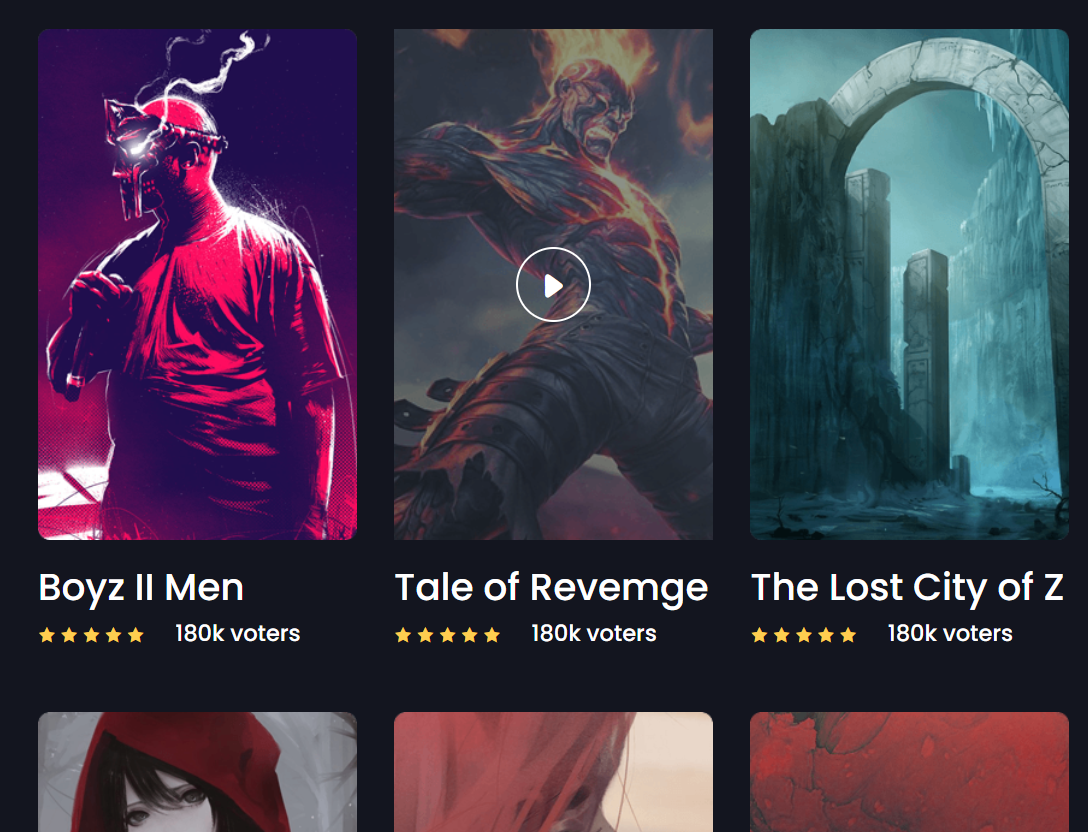 Boyz II Men
180k voters
Tale of Revemge
180k voters
The Lost City of Z
180k voters